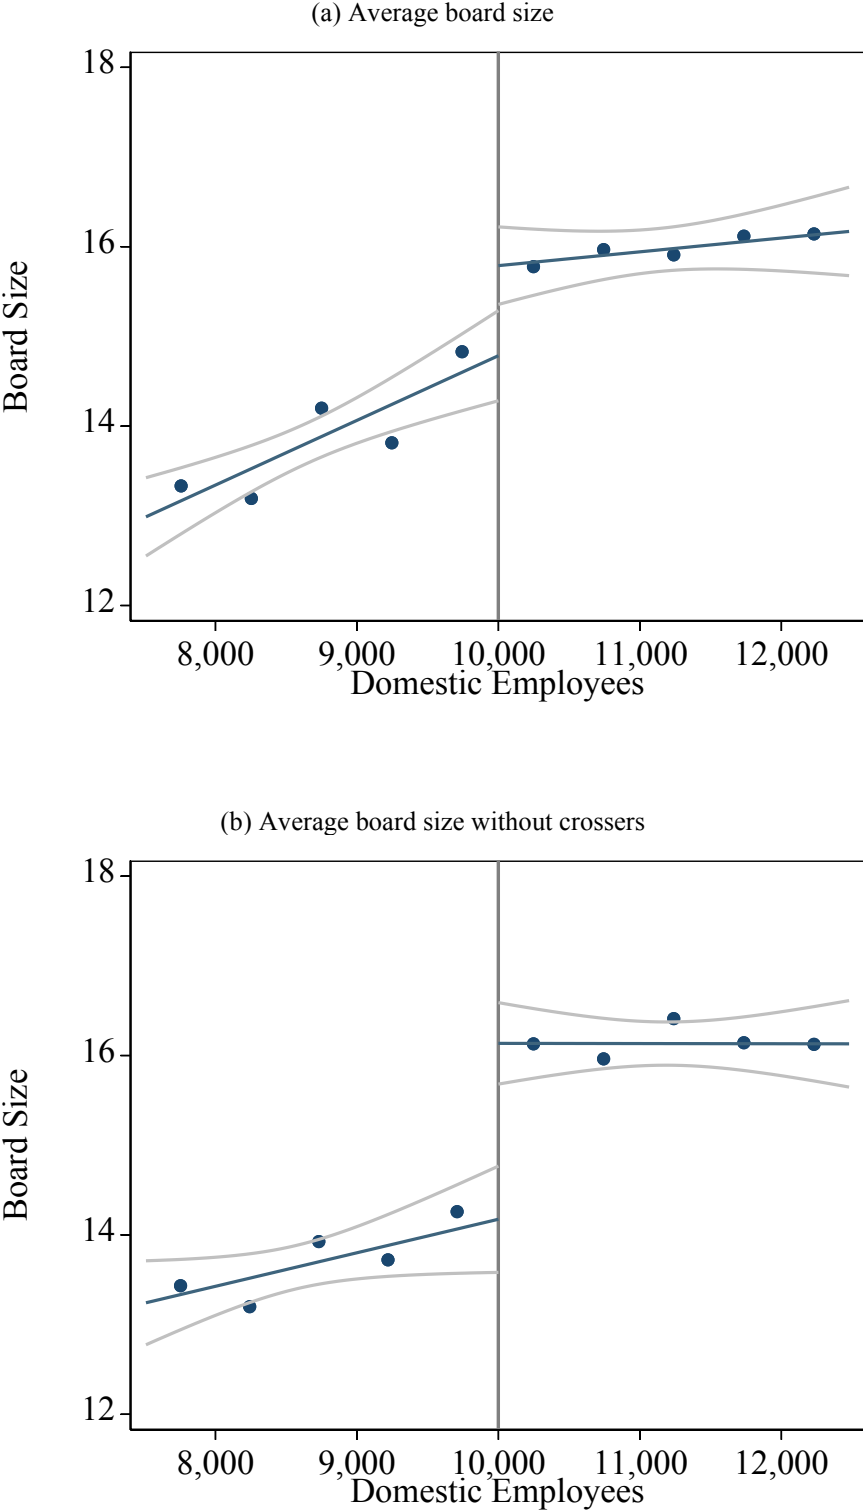 (a) Average board size
18
16
14
12
Board Size
8,000 9,000 10,000 11,000 12,000
Domestic Employees
(b) Average board size without crossers
18
16
14
12
Board Size
8,000 9,000 10,000 11,000 12,000
Domestic Employees